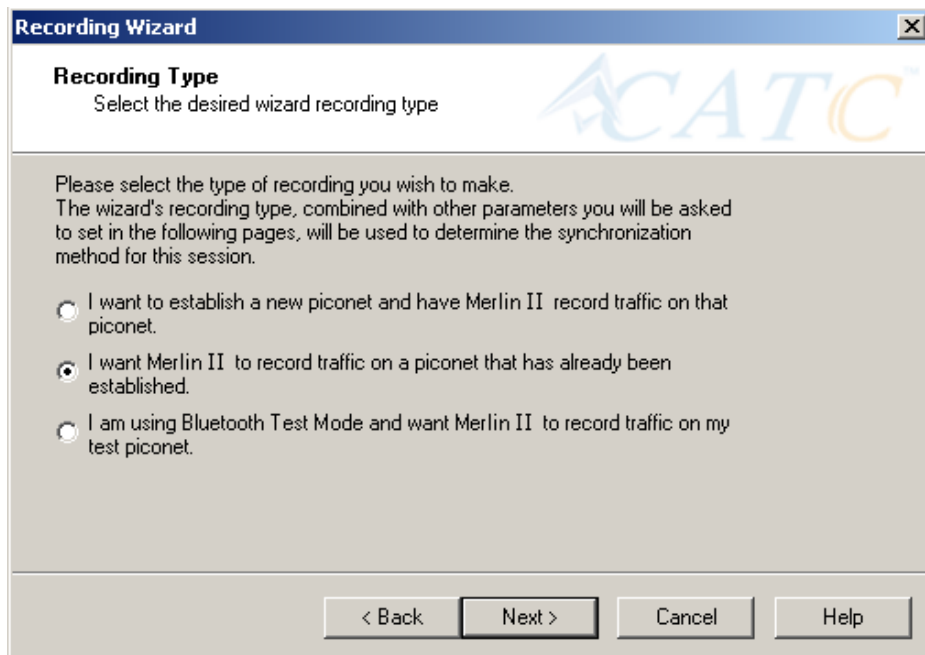 Recording Wizard
Recording Type
Select the desired wizard recording type
CATC™
Please select the type of recording you wish to make.
The wizard's recording type, combined with other parameters you will be asked
to set in the following pages, will be used to determine the synchronization
method for this session.
I want to establish a new piconet and have Merlin II record traffic on that
piconet.
I want Merlin II to record traffic on a piconet that has already been
established.
I am using Bluetooth Test Mode and want Merlin II to record traffic on my
test piconet.
< Back Next > Cancel Help